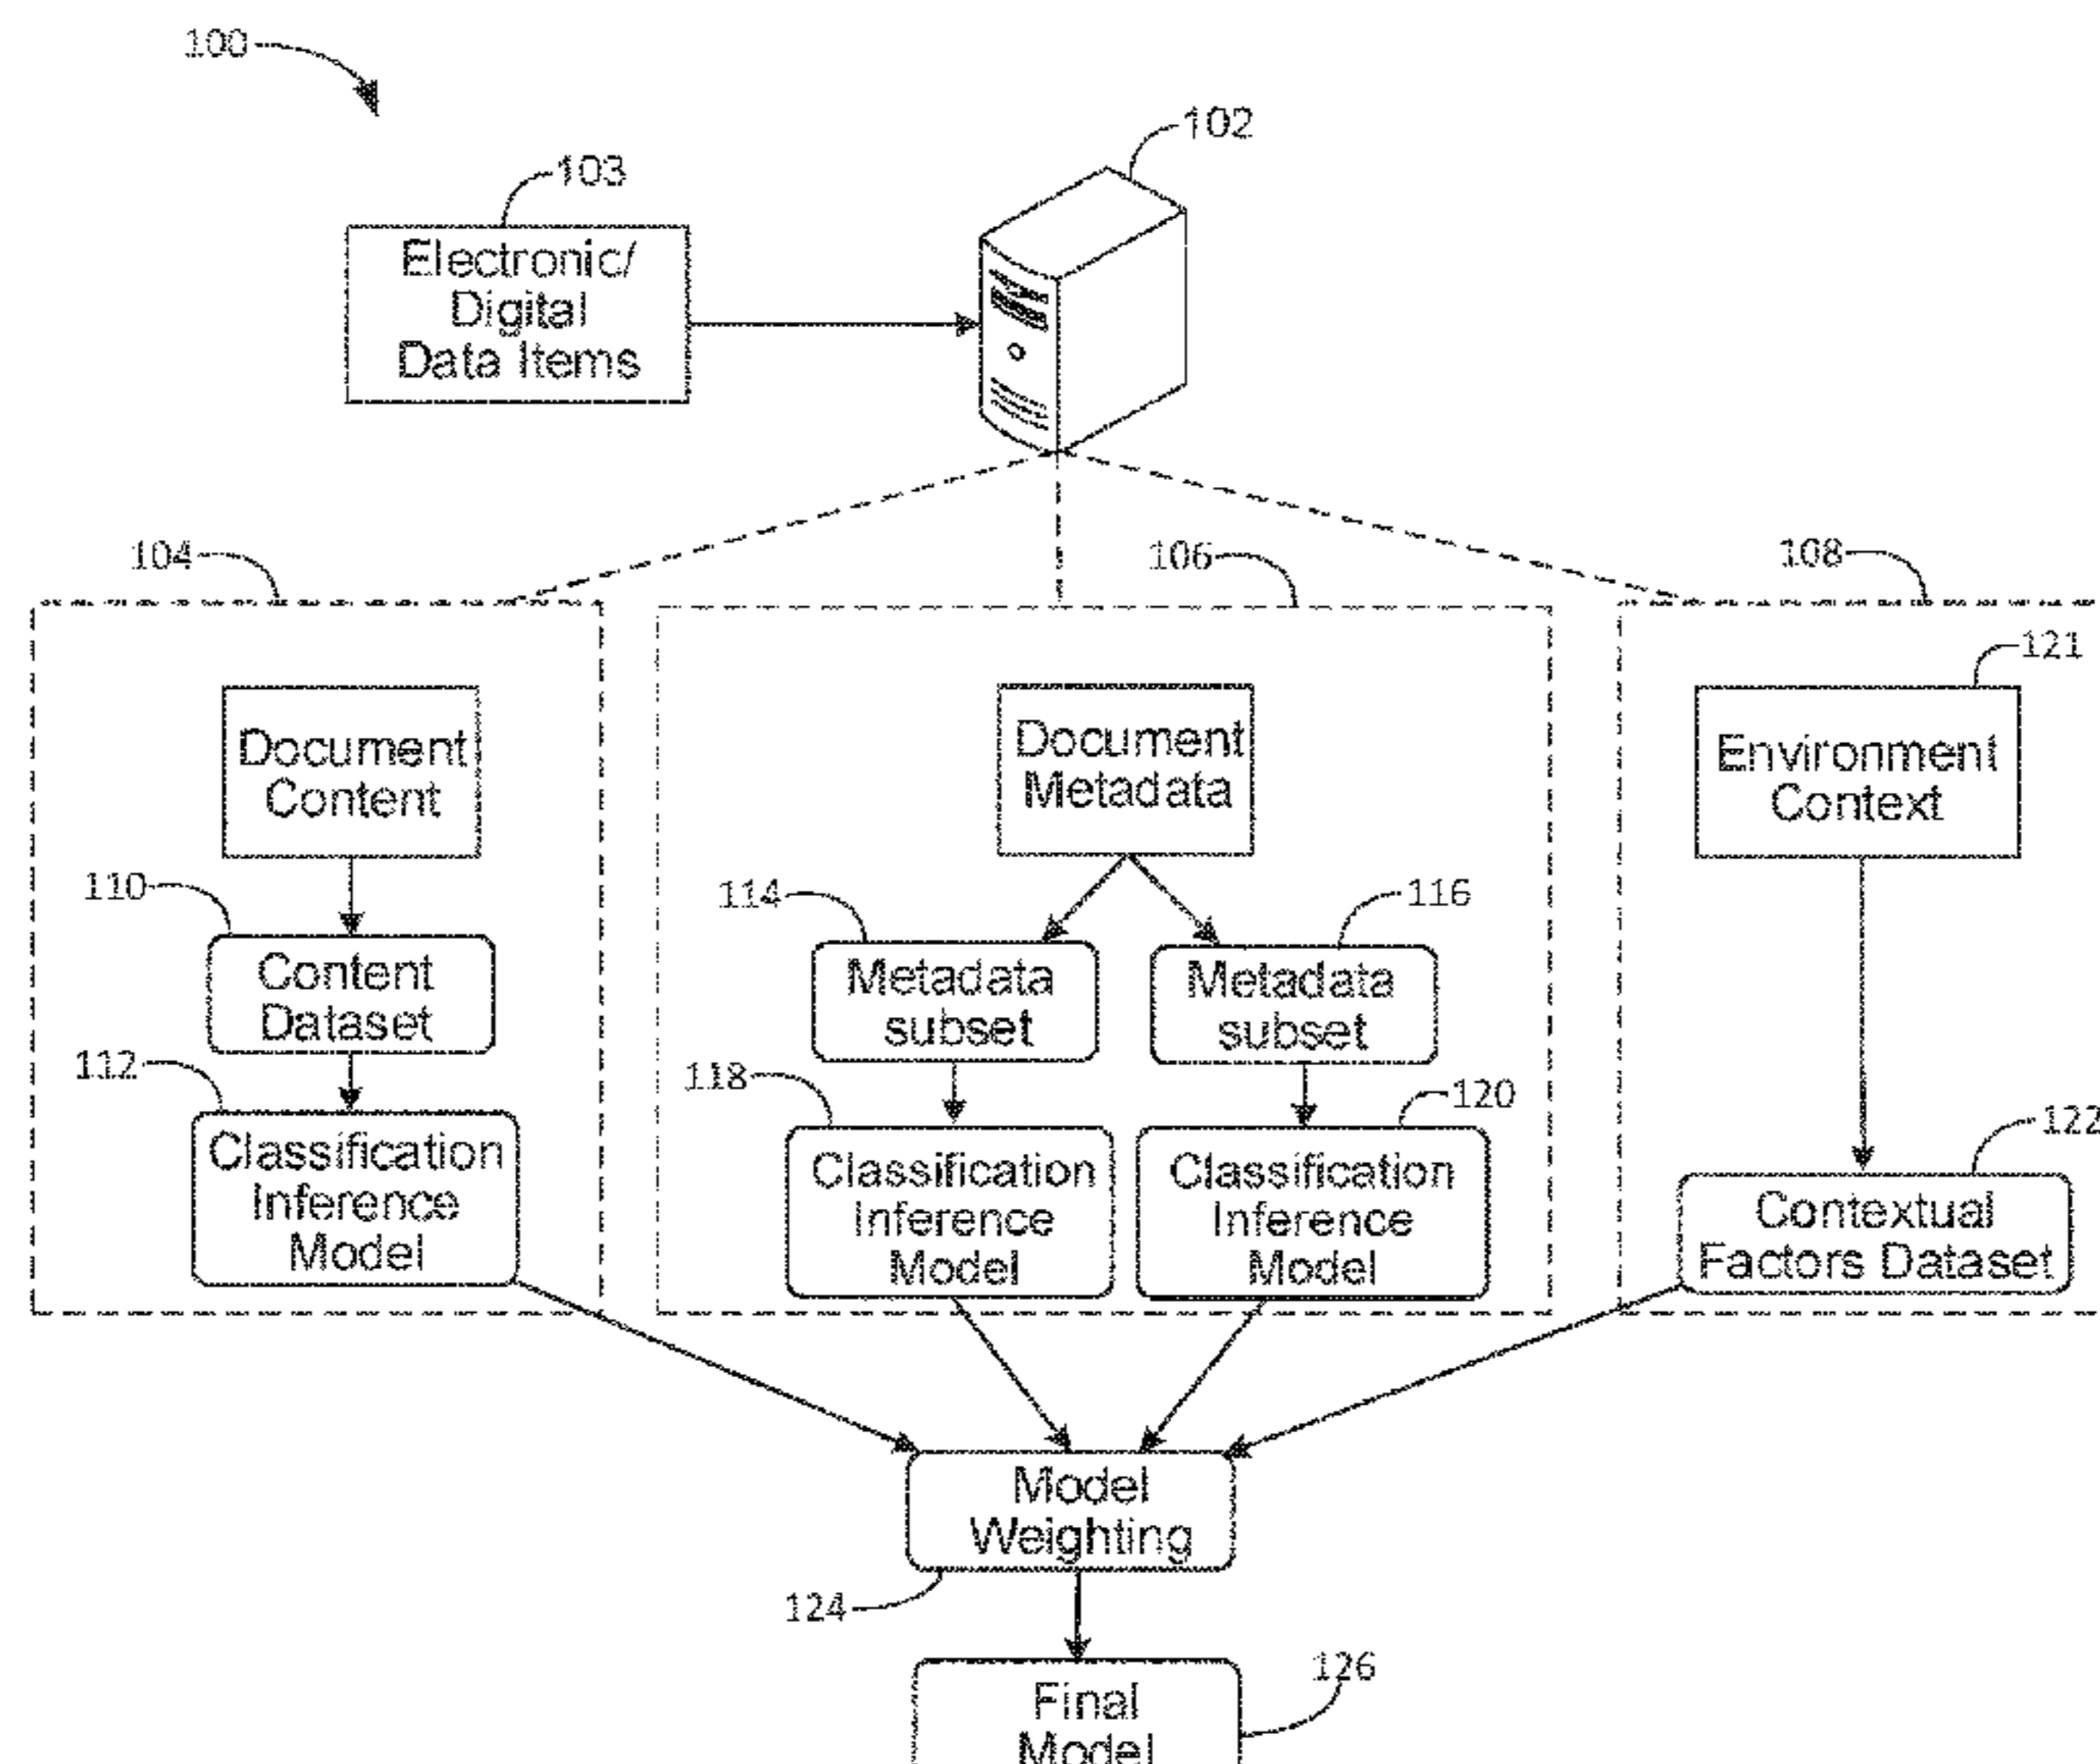 100
102
103
Electronic/
Digital
Data Items
104
106
108
121
Document
Content
Document
Metadata
Environment
Context
110
114
116
Content
Dataset
Metadata
subset
Metadata
subset
112
118
120
122
Classification
Inference
Model
Classification
Inference
Model
Classification
Inference
Model
Contextual
Factors Dataset
Model
Weighting
124
126
Final
Model